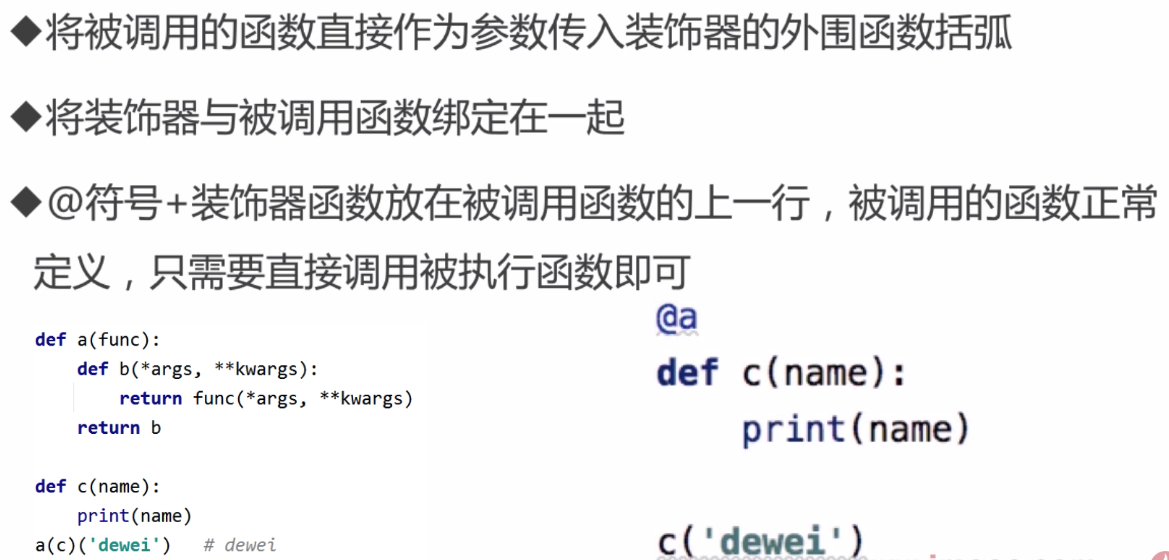 ◆将被调用的函数直接作为参数传入装饰器的外围函数括弧
◆将装饰器与被调用函数绑定在一起
◆@符号+装饰器函数放在被调用函数的上一行，被调用的函数正常
定义，只需要直接调用被执行函数即可
def a(func):
    def b(*args, **kwargs):
        return func(*args, **kwargs)
    return b
def c(name):
    print(name)
a(c)('dewei')   # dewei
@a
def c(name):
    print(name)
c('dewei')